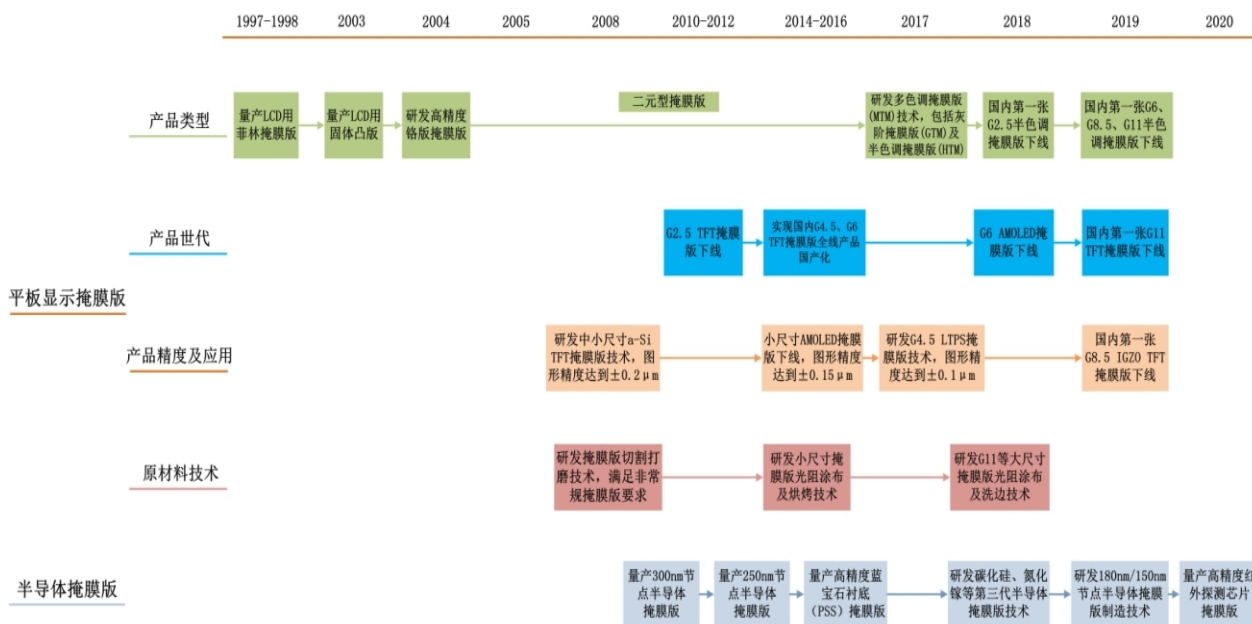 1997-1998
2003
2004
2005
2008
2010-2012
2014-2016
2017
2018
2019
2020
产品类型
量产LCD用
菲林掩膜版
量产LCD用
固体凸版
研发高精度
铬版掩膜版
二元型掩膜版
研发多色调掩膜版
(MTM)技术，包括灰
阶掩膜版(GTM)及
半色调掩膜版(HTM)
国内第一张
G2.5半色调
掩膜版下线
国内第一张G6、
G8.5、G11半色
调掩膜版下线
产品世代
G2.5 TFT掩膜
版下线
实现国内G4.5、G6
TFT掩膜版全线产品
国产化
G6 AMOLED掩
膜版下线
国内第一张G11
TFT掩膜版下线
平板显示掩膜版
产品精度及应用
研发中小尺寸a-Si
TFT掩膜版技术，图
形精度达到±0.2μm
小尺寸AMOLED掩膜
版下线，图形精度
达到±0.15μm
研发G4.5 LTPS掩
膜版技术，图形精
度达到±0.1μm
国内第一张
G8.5 IGZO TFT
掩膜版下线
原材料技术
研发掩膜版切割打
磨技术，满足非常
规掩膜版要求
研发小尺寸掩
膜版光阻涂布
及烘烤技术
研发G11等大尺寸
掩膜版光阻涂布
及洗边技术
半导体掩膜版
量产300nm节
点半导体
掩膜版
量产250nm节
点半导体
掩膜版
量产高精度蓝
宝石衬底
（PSS）掩膜版
研发碳化硅、氮化
镓等第三代半导体
掩膜版技术
研发180nm/150nm
节点半导体掩膜
版制造技术
量产高精度红
外探测芯片
掩膜版